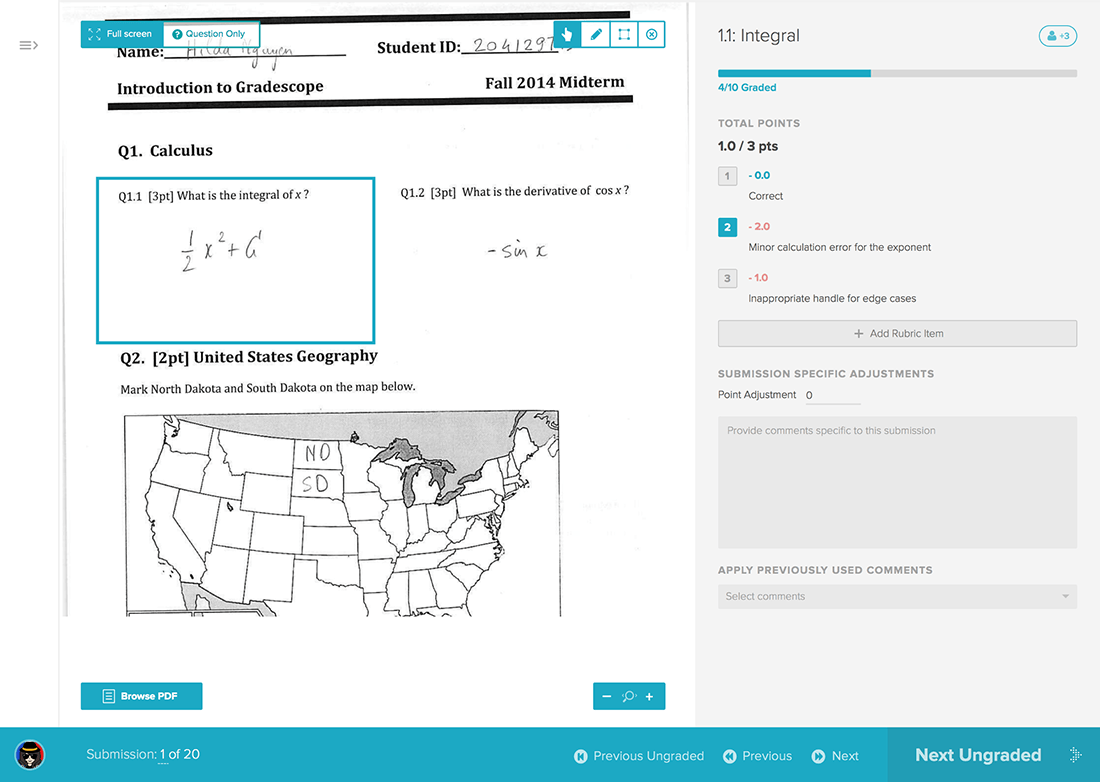 Full screen
Question Only
Name: Hilda Nguyen
Student ID: 204129
Introduction to Gradescope
Fall 2014 Midterm
Q1. Calculus
Q1.1 [3pt] What is the integral of x ?
1/2 x² + C
Q1.2 [3pt] What is the derivative of cos x ?
- sin x
Q2. [2pt] United States Geography
Mark North Dakota and South Dakota on the map below.
ND
SD
Browse PDF
1.1: Integral
+3
4/10 Graded
TOTAL POINTS
1.0 / 3 pts
1
- 0.0
Correct
2
- 2.0
Minor calculation error for the exponent
3
- 1.0
Inappropriate handle for edge cases
+ Add Rubric Item
SUBMISSION SPECIFIC ADJUSTMENTS
Point Adjustment 0
Provide comments specific to this submission
APPLY PREVIOUSLY USED COMMENTS
Select comments
Submission: 1 of 20
Previous Ungraded
Previous
Next
Next Ungraded